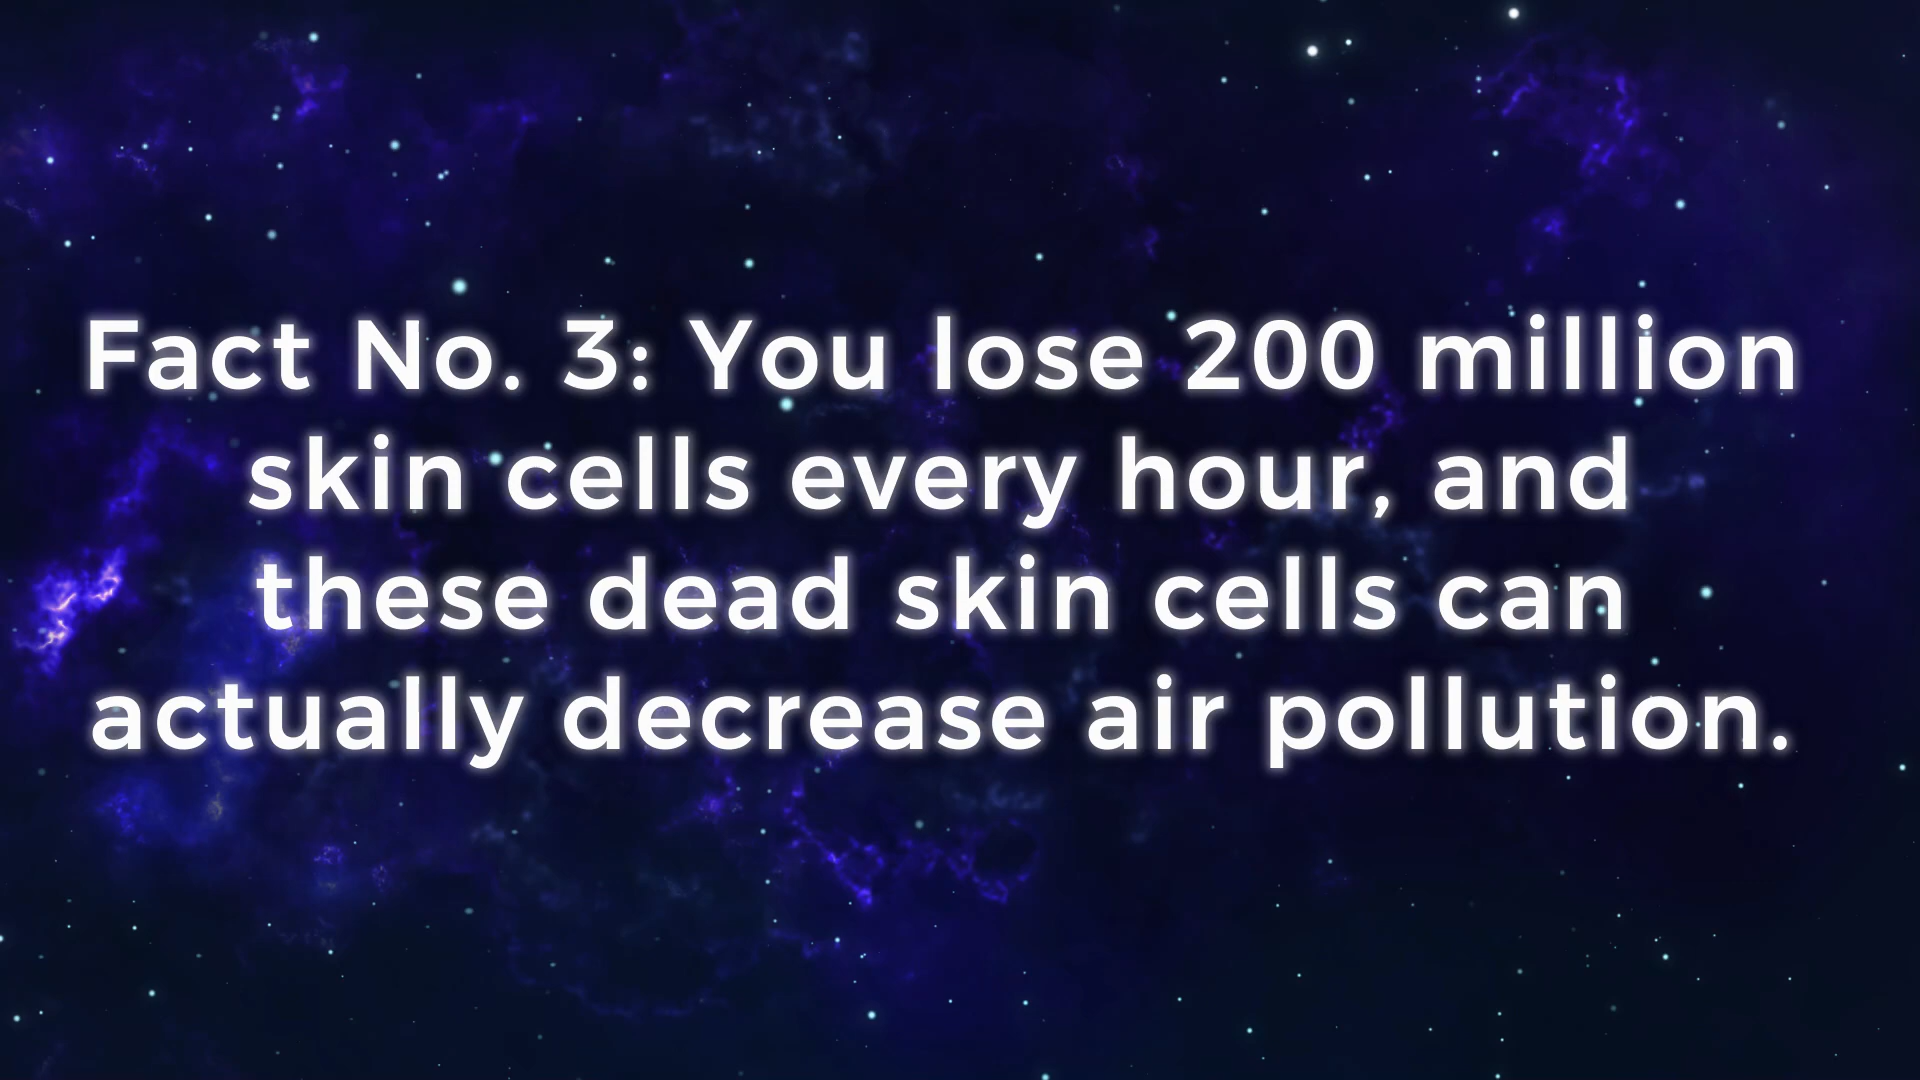 Fact No. 3: You lose 200 million
skin cells every hour, and
these dead skin cells can
actually decrease air pollution.